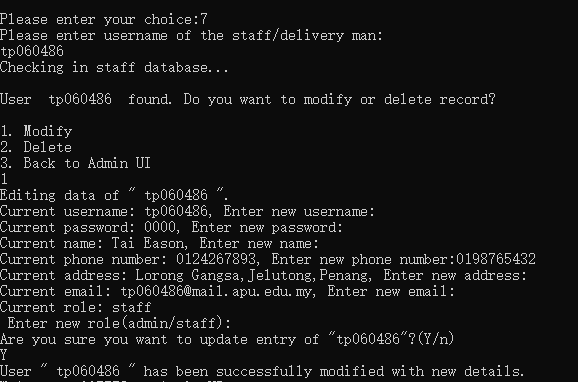 Please enter your choice:7
Please enter username of the staff/delivery man:
tp060486
Checking in staff database...
User  tp060486  found. Do you want to modify or delete record?
1. Modify
2. Delete
3. Back to Admin UI
1
Editing data of " tp060486 ".
Current username: tp060486, Enter new username:
Current password: 0000, Enter new password:
Current name: Tai Eason, Enter new name:
Current phone number: 0124267893, Enter new phone number:0198765432
Current address: Lorong Gangsa,Jelutong,Penang, Enter new address:
Current email: tp060486@mail.apu.edu.my, Enter new email:
Current role: staff
 Enter new role(admin/staff):
Are you sure you want to update entry of "tp060486"?(Y/n)
Y
User " tp060486 " has been successfully modified with new details.